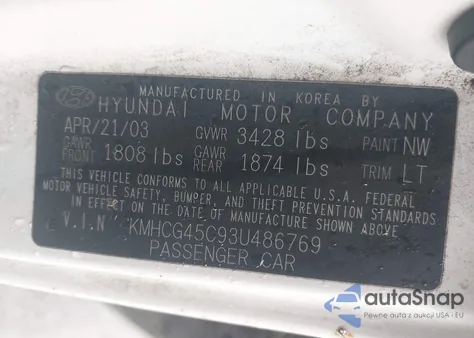 MANUFACTURED IN KOREA BY
HYUNDAI MOTOR COMPANY
APR/21/03 GVWR 3428 lbs PAINT NW
GAWR FRONT 1808 lbs GAWR REAR 1874 lbs TRIM LT
THIS VEHICLE CONFORMS TO ALL APPLICABLE U.S.A. FEDERAL
MOTOR VEHICLE SAFETY, BUMPER, AND THEFT PREVENTION STANDARDS
IN EFFECT ON THE DATE OF MANUFACTURE SHOWN ABOVE.
V.I.N KMHCG45C93U486769
PASSENGER CAR
autoSnap
Pewne auta z aukcji USA i EU